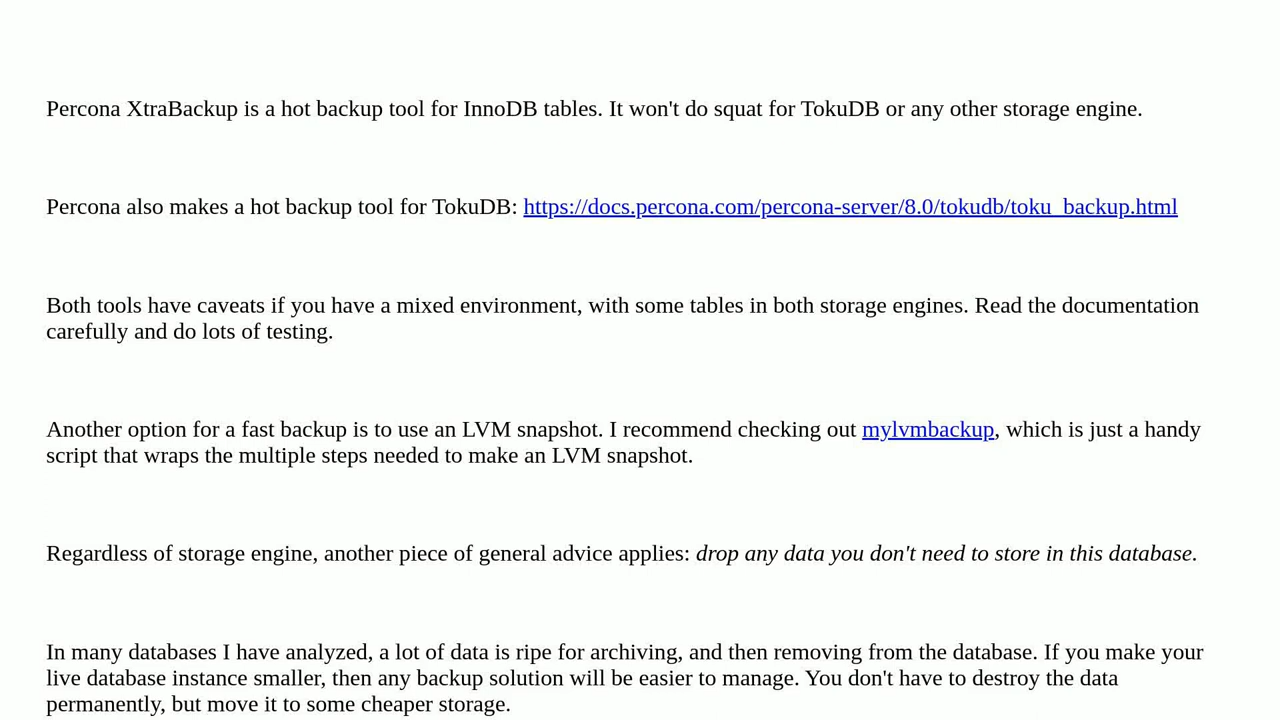 Percona XtraBackup is a hot backup tool for InnoDB tables. It won't do squat for TokuDB or any other storage engine.
Percona also makes a hot backup tool for TokuDB: https://docs.percona.com/percona-server/8.0/tokudb/toku_backup.html
Both tools have caveats if you have a mixed environment, with some tables in both storage engines. Read the documentation
carefully and do lots of testing.
Another option for a fast backup is to use an LVM snapshot. I recommend checking out mylvmbackup, which is just a handy
script that wraps the multiple steps needed to make an LVM snapshot.
Regardless of storage engine, another piece of general advice applies: drop any data you don't need to store in this database.
In many databases I have analyzed, a lot of data is ripe for archiving, and then removing from the database. If you make your
live database instance smaller, then any backup solution will be easier to manage. You don't have to destroy the data
permanently, but move it to some cheaper storage.